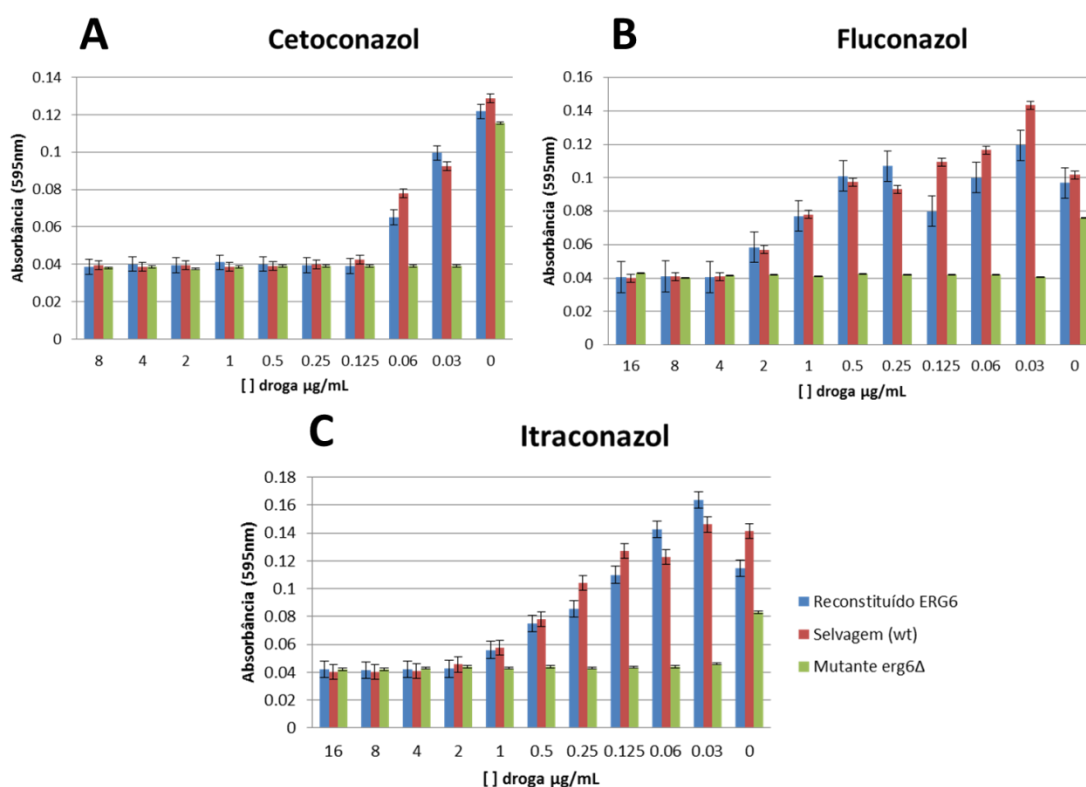 A
Cetoconazol
Absorbância (595nm)
0.14
0.12
0.1
0.08
0.06
0.04
0.02
0
8 4 2 1 0.5 0.25 0.125 0.06 0.03 0
[ ] droga µg/mL
B
Fluconazol
Absorbância (595nm)
0.16
0.14
0.12
0.1
0.08
0.06
0.04
0.02
0
16 8 4 2 1 0.5 0.25 0.125 0.06 0.03 0
[ ] droga µg/mL
C
Itraconazol
Absorbância (595nm)
0.18
0.16
0.14
0.12
0.1
0.08
0.06
0.04
0.02
0
16 8 4 2 1 0.5 0.25 0.125 0.06 0.03 0
[ ] droga µg/mL
Reconstituído ERG6
Selvagem (wt)
Mutante erg6Δ